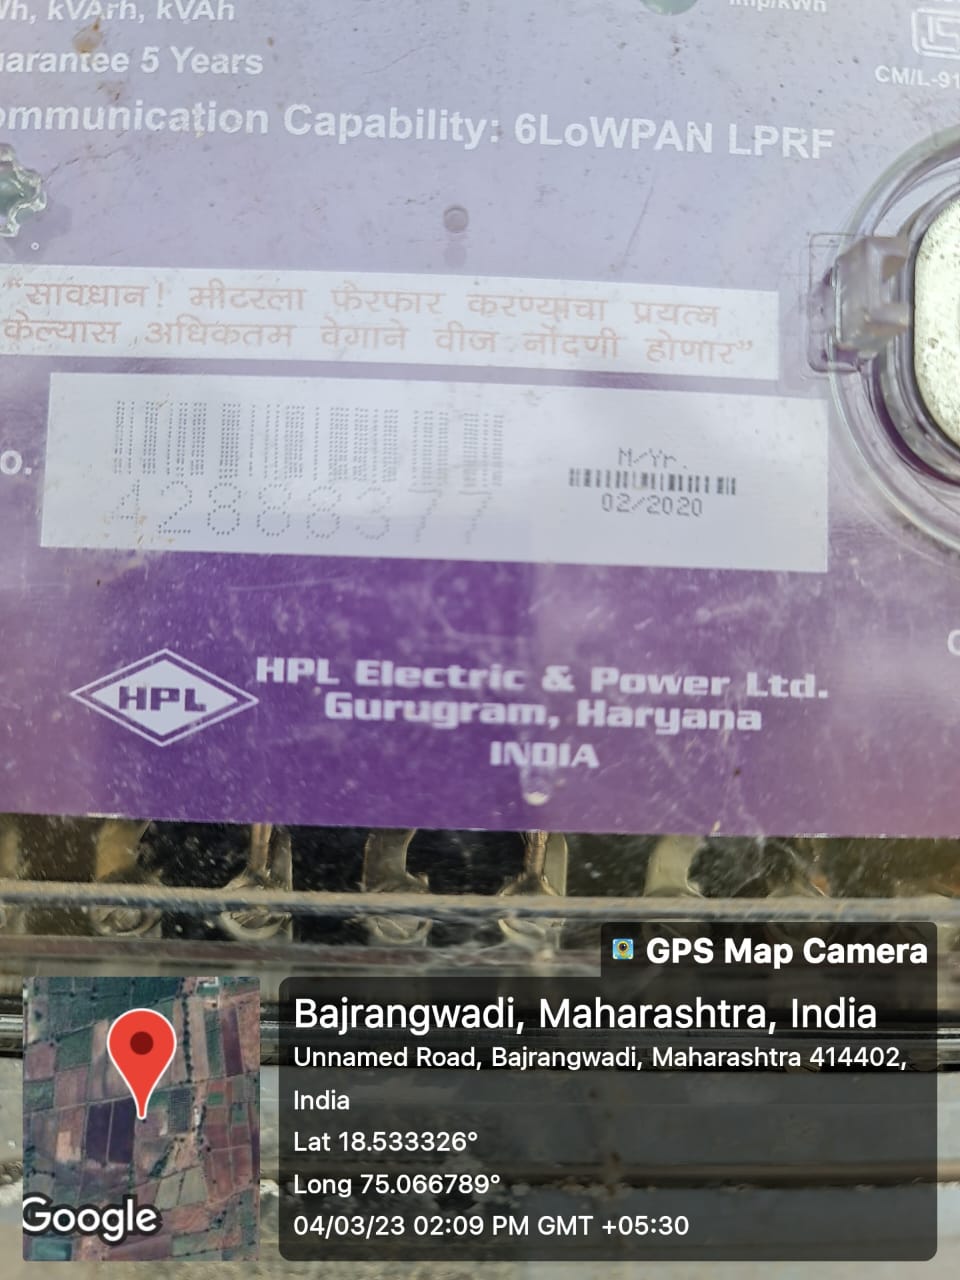 Wh, kVArh, kVAh
Imp/kWh
Guarantee 5 Years
CM/L-91
Communication Capability: 6LoWPAN LPRF
“सावधान! मीटरला फेरफार करण्याचा प्रयत्न
केल्यास अधिकतम वेगाने वीज नोंदणी होणार”
o.
42888377
M/Yr.
02/2020
HPL
HPL Electric & Power Ltd.
Gurugram, Haryana
INDIA
GPS Map Camera
Bajrangwadi, Maharashtra, India
Unnamed Road, Bajrangwadi, Maharashtra 414402,
India
Lat 18.533326°
Long 75.066789°
04/03/23 02:09 PM GMT +05:30
Google